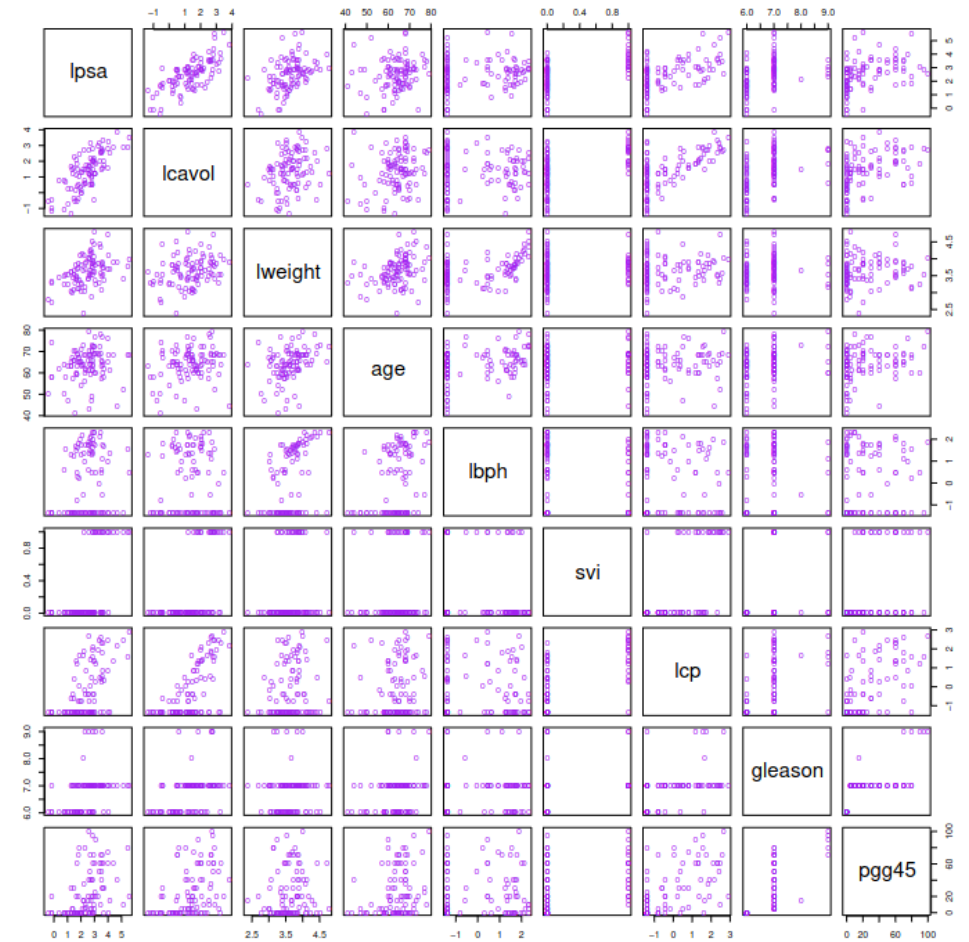 −1 1 2 3 4 40 50 60 70 80 0.0 0.4 0.8 6.0 7.0 8.0 9.0
lpsa 0 1 2 3 4 5
−1 1 2 3 4 lcavol
lweight 2.5 3.5 4.5
40 50 60 70 80 age
lbph −1 0 1 2
0.0 0.4 0.8 svi
lcp −1 0 1 2 3
6.0 7.0 8.0 9.0 gleason
pgg45 0 20 60 100
0 1 2 3 4 5 2.5 3.5 4.5 −1 0 1 2 −1 0 1 2 3 0 20 60 100